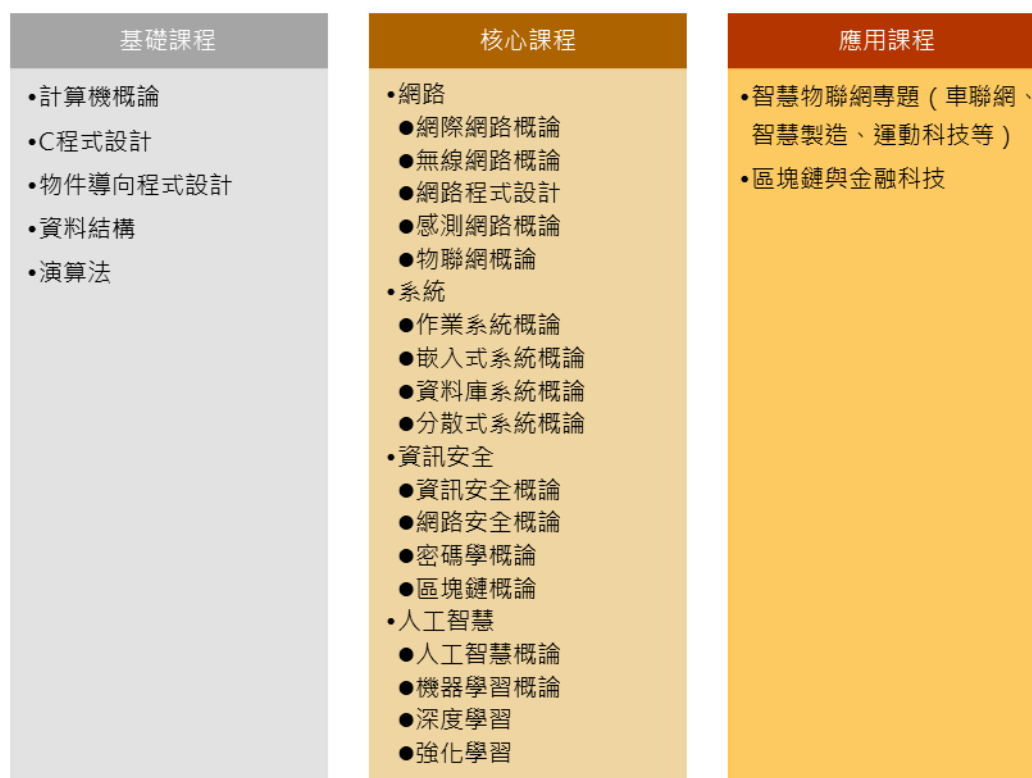 基礎課程
•計算機概論
•C程式設計
•物件導向程式設計
•資料結構
•演算法
核心課程
•網路
●網際網路概論
●無線網路概論
●網路程式設計
●感測網路概論
●物聯網概論
•系統
●作業系統概論
●嵌入式系統概論
●資料庫系統概論
●分散式系統概論
•資訊安全
●資訊安全概論
●網路安全概論
●密碼學概論
●區塊鏈概論
•人工智慧
●人工智慧概論
●機器學習概論
●深度學習
●強化學習
應用課程
•智慧物聯網專題（車聯網、
智慧製造、運動科技等）
•區塊鏈與金融科技